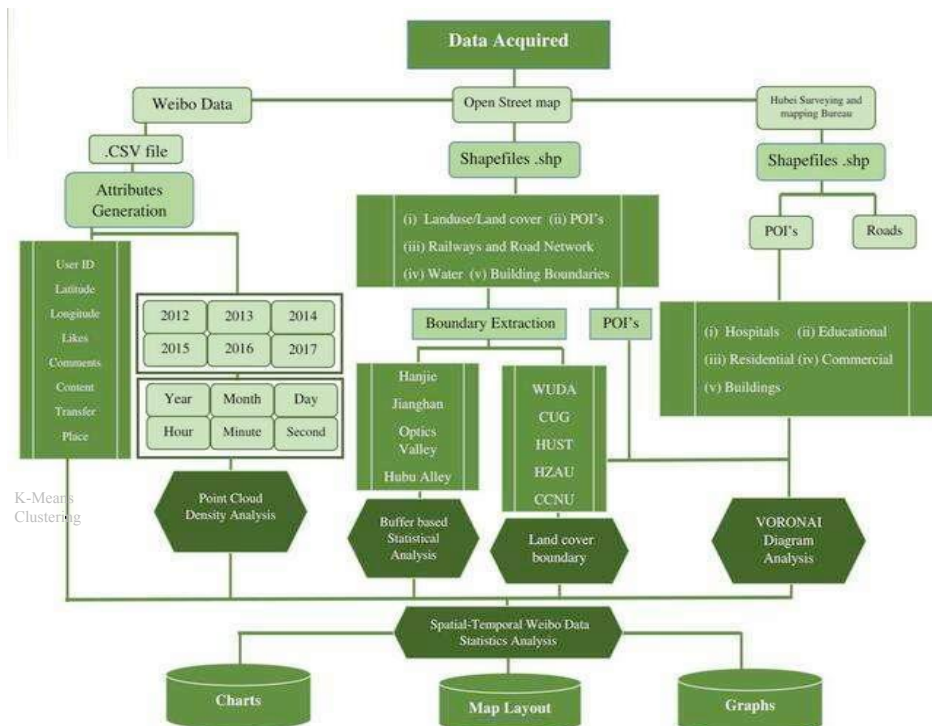 Data Acquired
Weibo Data
Open Street map
Hubei Surveying and
mapping Bureau
.CSV file
Shapefiles .shp
Shapefiles .shp
Attributes
Generation
(i) Landuse/Land cover (ii) POI's
(iii) Railways and Road Network
(iv) Water (v) Building Boundaries
POI's
Roads
User ID
Latitude
Longitude
Likes
Comments
Content
Transfer
Place
2012 2013 2014
2015 2016 2017
Year Month Day
Hour Minute Second
Boundary Extraction
POI's
(i) Hospitals (ii) Educational
(iii) Residential (iv) Commercial
(v) Buildings
Hanjie
Jianghan
Optics
Valley
Hubu Alley
WUDA
CUG
HUST
HZAU
CCNU
K-Means
Clustering
Point Cloud
Density Analysis
Buffer based
Statistical
Analysis
Land cover
boundary
VORONAI
Diagram
Analysis
Spatial-Temporal Weibo Data
Statistics Analysis
Charts
Map Layout
Graphs